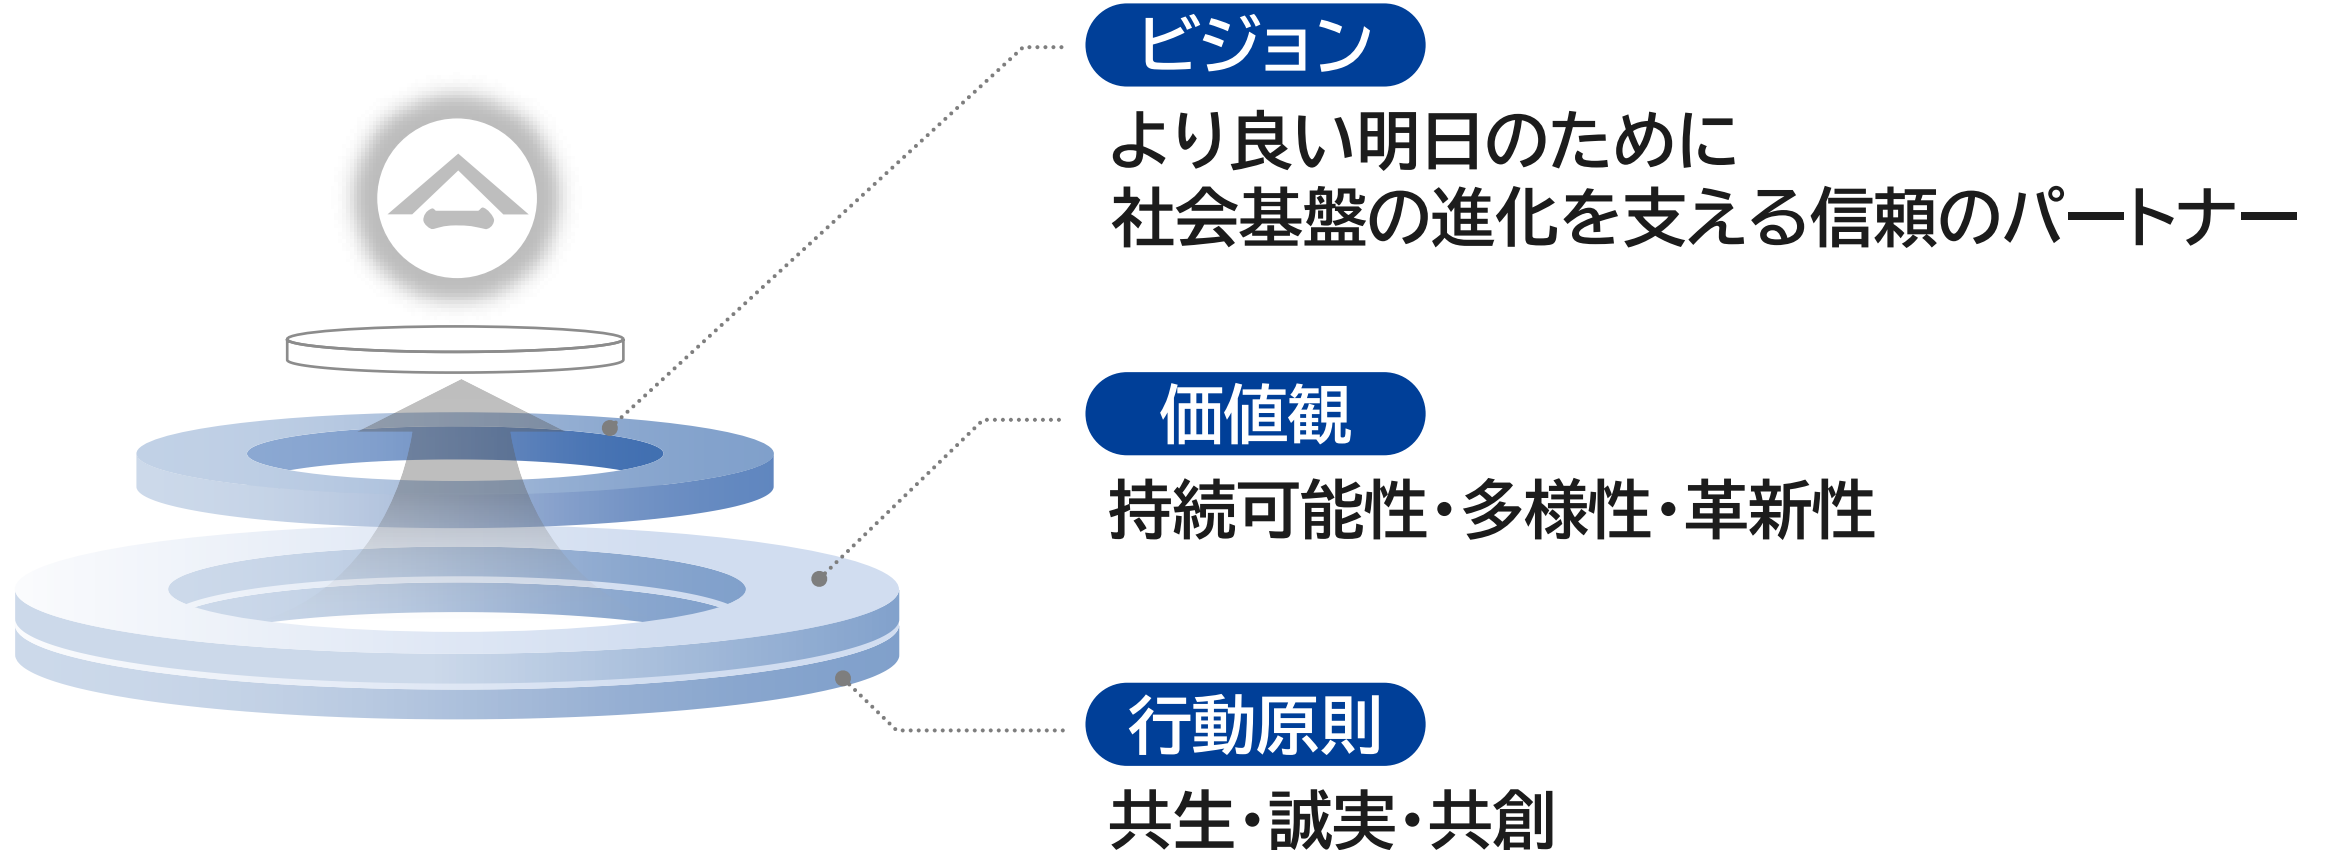 ビジョン
より良い明日のために
社会基盤の進化を支える信頼のパートナー
価値観
持続可能性・多様性・革新性
行動原則
共生・誠実・共創